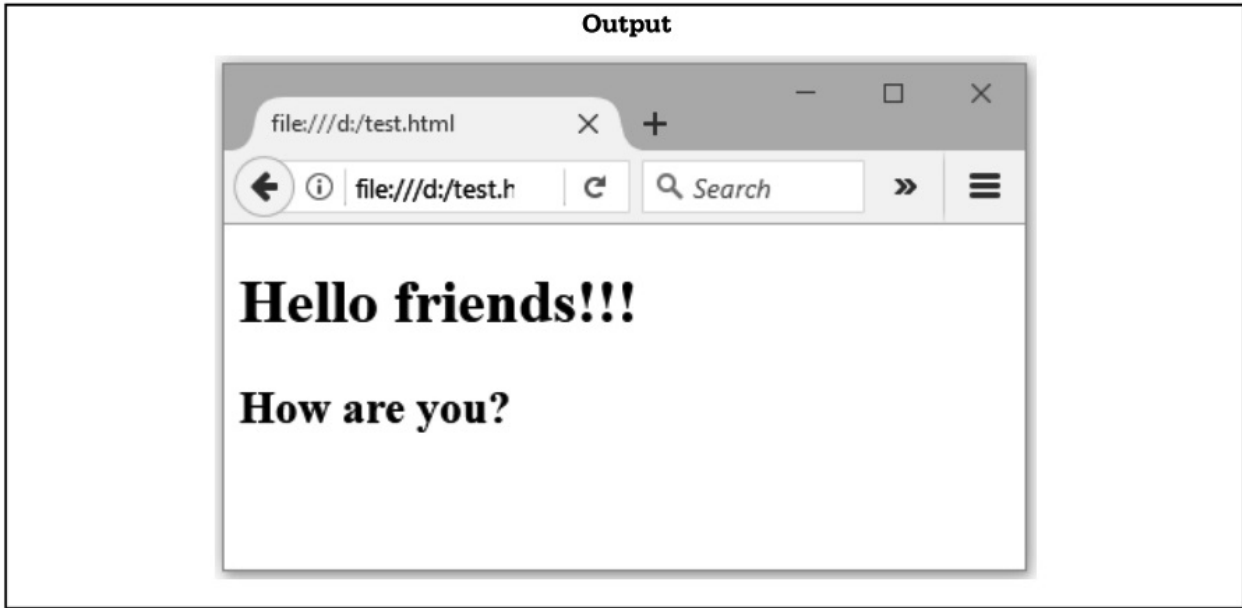 Output
file:///d:/test.html
file:///d:/test.h
Search
Hello friends!!!
How are you?